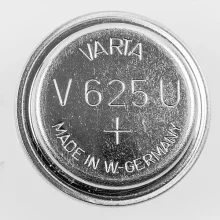 VARTA
V 625 U
+
MADE IN W-GERMANY